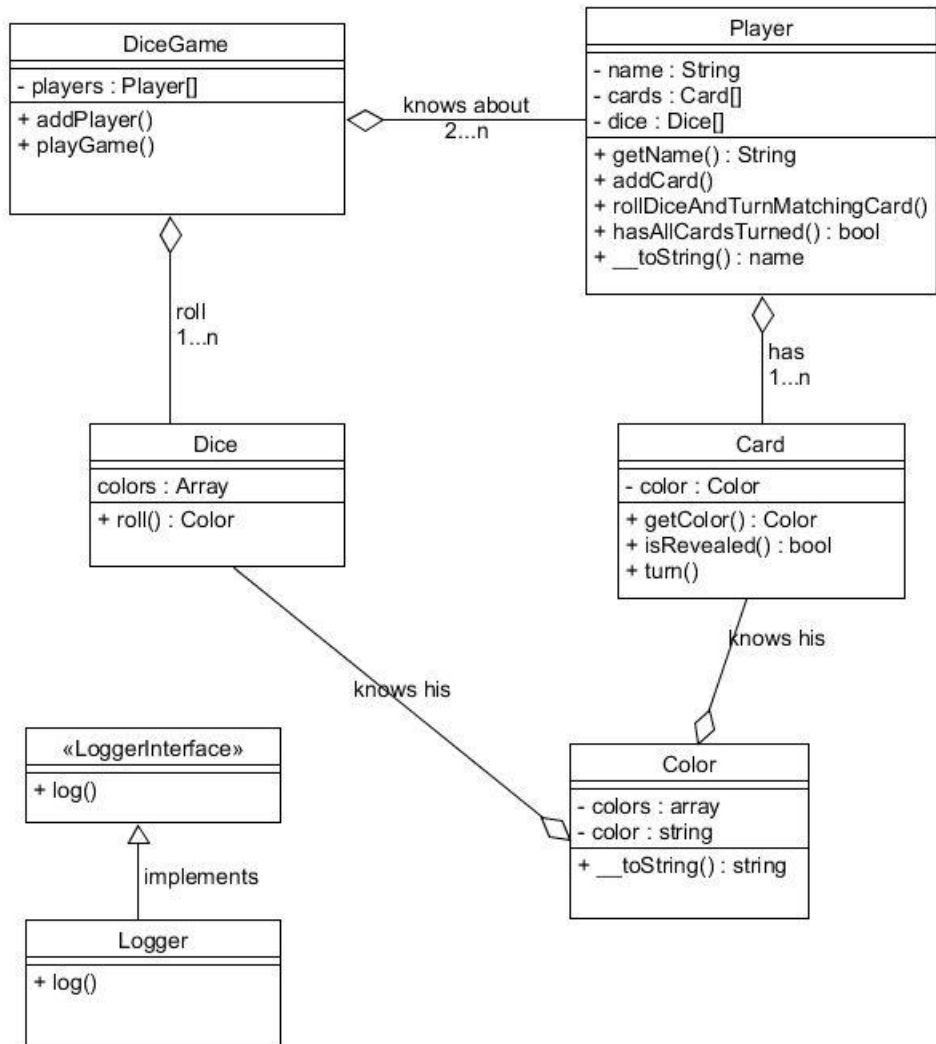 DiceGame
- players : Player[]
+ addPlayer()
+ playGame()
knows about
2...n
Player
- name : String
- cards : Card[]
- dice : Dice[]
+ getName() : String
+ addCard()
+ rollDiceAndTurnMatchingCard()
+ hasAllCardsTurned() : bool
+ __toString() : name
roll
1...n
has
1...n
Dice
colors : Array
+ roll() : Color
Card
- color : Color
+ getColor() : Color
+ isRevealed() : bool
+ turn()
knows his
knows his
«LoggerInterface»
+ log()
implements
Logger
+ log()
Color
- colors : array
- color : string
+ __toString() : string